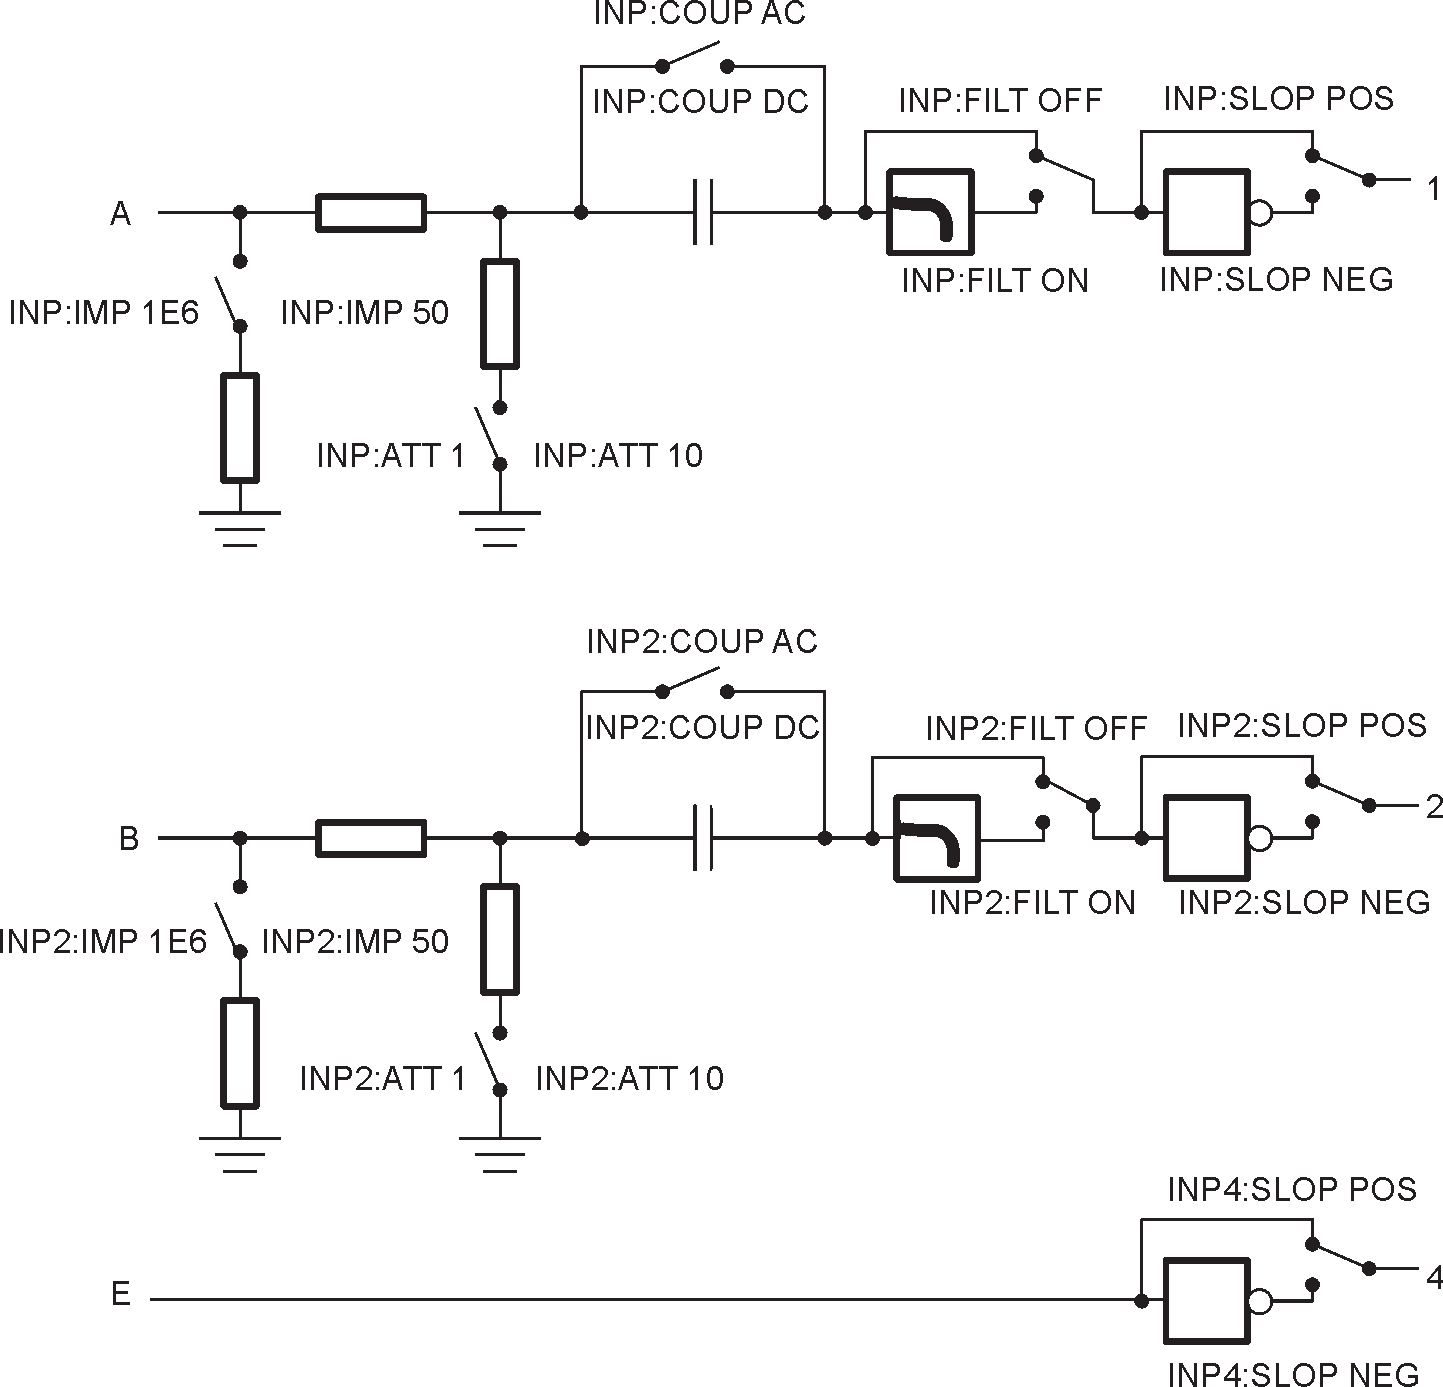 INP:COUP AC
INP:COUP DC
INP:FILT OFF
INP:SLOP POS
A
1
INP:IMP 1E6
INP:IMP 50
INP:FILT ON
INP:SLOP NEG
INP:ATT 1
INP:ATT 10
INP2:COUP AC
INP2:COUP DC
INP2:FILT OFF
INP2:SLOP POS
B
2
INP2:IMP 1E6
INP2:IMP 50
INP2:FILT ON
INP2:SLOP NEG
INP2:ATT 1
INP2:ATT 10
INP4:SLOP POS
E
4
INP4:SLOP NEG